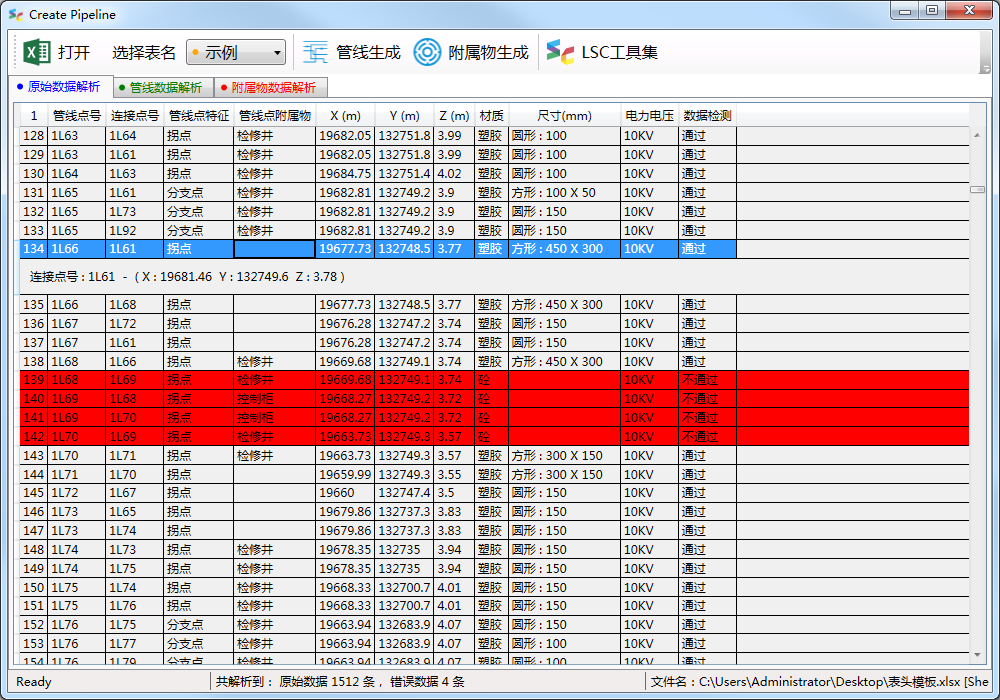 Create Pipeline
打开 选择表名 示例 管线生成 附属物生成 LSC工具集
原始数据解析 管线数据解析 附属物数据解析
1 管线点号 连接点号 管线点特征 管线点附属物 X (m) Y (m) Z (m) 材质 尺寸(mm) 电力电压 数据检测
128 1L63 1L64 拐点 检修井 19682.05 132751.8 3.99 塑胶 圆形 : 100 10KV 通过
129 1L63 1L61 拐点 检修井 19682.05 132751.8 3.99 塑胶 圆形 : 100 10KV 通过
130 1L64 1L63 拐点 检修井 19684.75 132751.4 4.02 塑胶 圆形 : 100 10KV 通过
131 1L65 1L61 分支点 检修井 19682.81 132749.2 3.9 塑胶 方形 : 100 X 50 10KV 通过
132 1L65 1L73 分支点 检修井 19682.81 132749.2 3.9 塑胶 圆形 : 150 10KV 通过
133 1L65 1L92 分支点 检修井 19682.81 132749.2 3.9 塑胶 圆形 : 150 10KV 通过
134 1L66 1L61 拐点 19677.73 132748.5 3.77 塑胶 方形 : 450 X 300 10KV 通过
连接点号 : 1L61 - ( X : 19681.46 Y : 132749.6 Z : 3.78 )
135 1L66 1L68 拐点 19677.73 132748.5 3.77 塑胶 方形 : 450 X 300 10KV 通过
136 1L67 1L72 拐点 19676.28 132747.2 3.74 塑胶 圆形 : 150 10KV 通过
137 1L67 1L61 拐点 19676.28 132747.2 3.74 塑胶 圆形 : 150 10KV 通过
138 1L68 1L66 拐点 检修井 19669.68 132749.1 3.74 塑胶 方形 : 450 X 300 10KV 通过
139 1L68 1L69 拐点 检修井 19669.68 132749.1 3.74 砼 10KV 不通过
140 1L69 1L68 拐点 控制柜 19668.27 132749.2 3.72 砼 10KV 不通过
141 1L69 1L70 拐点 控制柜 19668.27 132749.2 3.72 砼 10KV 不通过
142 1L70 1L69 拐点 检修井 19663.73 132749.3 3.57 砼 10KV 不通过
143 1L70 1L71 拐点 检修井 19663.73 132749.3 3.57 塑胶 方形 : 300 X 150 10KV 通过
144 1L71 1L70 拐点 19659.99 132749.3 3.55 塑胶 方形 : 300 X 150 10KV 通过
145 1L72 1L67 拐点 19660 132747.4 3.5 塑胶 圆形 : 150 10KV 通过
146 1L73 1L65 拐点 19679.86 132737.3 3.83 塑胶 圆形 : 150 10KV 通过
147 1L73 1L74 拐点 19679.86 132737.3 3.83 塑胶 圆形 : 150 10KV 通过
148 1L74 1L73 拐点 检修井 19678.35 132735 3.94 塑胶 圆形 : 150 10KV 通过
149 1L74 1L75 拐点 检修井 19678.35 132735 3.94 塑胶 圆形 : 150 10KV 通过
150 1L75 1L74 拐点 检修井 19668.33 132700.7 4.01 塑胶 圆形 : 150 10KV 通过
151 1L75 1L76 拐点 检修井 19668.33 132700.7 4.01 塑胶 圆形 : 150 10KV 通过
152 1L76 1L75 分支点 检修井 19663.94 132683.9 4.07 塑胶 圆形 : 150 10KV 通过
153 1L76 1L77 分支点 检修井 19663.94 132683.9 4.07 塑胶 圆形 : 100 10KV 通过
154 1L76 1L79 分支点 检修井 19663.94 132683.9 4.07 塑胶 圆形 : 100 10KV 通过
Ready 共解析到： 原始数据 1512 条 ，错误数据 4 条 文件名 : C:\Users\Administrator\Desktop\表头模板.xlsx [She